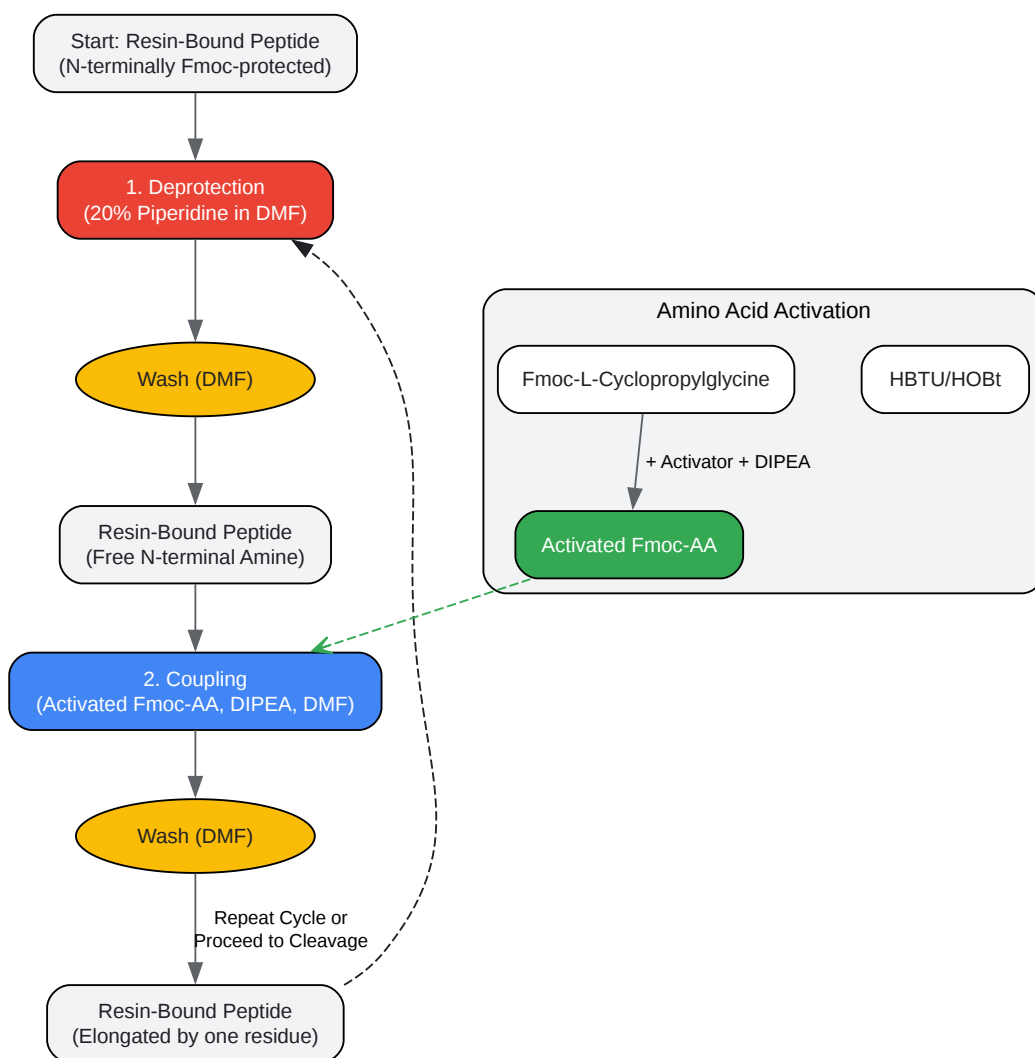 Start: Resin-Bound Peptide
(N-terminally Fmoc-protected)
1. Deprotection
(20% Piperidine in DMF)
Wash (DMF)
Resin-Bound Peptide
(Free N-terminal Amine)
2. Coupling
(Activated Fmoc-AA, DIPEA, DMF)
Wash (DMF)
Repeat Cycle or
Proceed to Cleavage
Resin-Bound Peptide
(Elongated by one residue)
Amino Acid Activation
Fmoc-L-Cyclopropylglycine
HBTU/HOBt
+ Activator + DIPEA
Activated Fmoc-AA